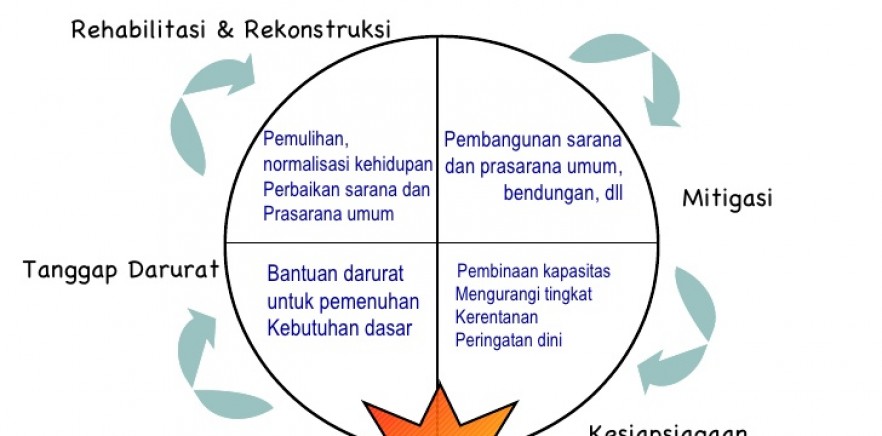 Rehabilitasi & Rekonstruksi
Pemulihan,
normalisasi kehidupan
Perbaikan sarana dan
Prasarana umum
Pembangunan sarana
dan prasarana umum,
bendungan, dll
Mitigasi
Tanggap Darurat
Bantuan darurat
untuk pemenuhan
Kebutuhan dasar
Pembinaan kapasitas
Mengurangi tingkat
Kerentanan
Peringatan dini
Kesiapsiagaan